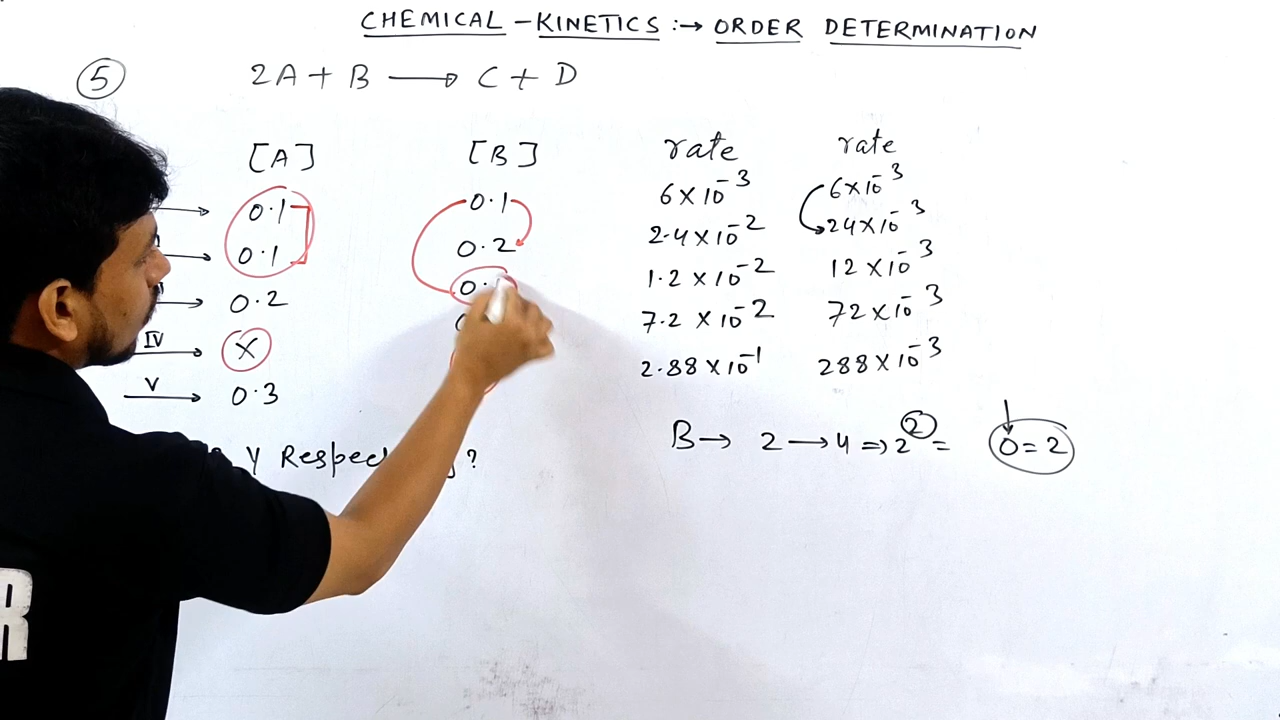 CHEMICAL - KINETICS :→ ORDER DETERMINATION
5 2A + B → C + D
[A] [B] rate rate
→ 0.1 0.1 6×10⁻³ 6×10⁻³
→ 0.1 0.2 2.4×10⁻² 24×10⁻³
→ 0.2 1.2×10⁻² 12×10⁻³
IV → X 7.2×10⁻² 72×10⁻³
V → 0.3 2.88×10⁻¹ 288×10⁻³
B→ 2→4 ⇒ 2² = O=2
Y ?
R